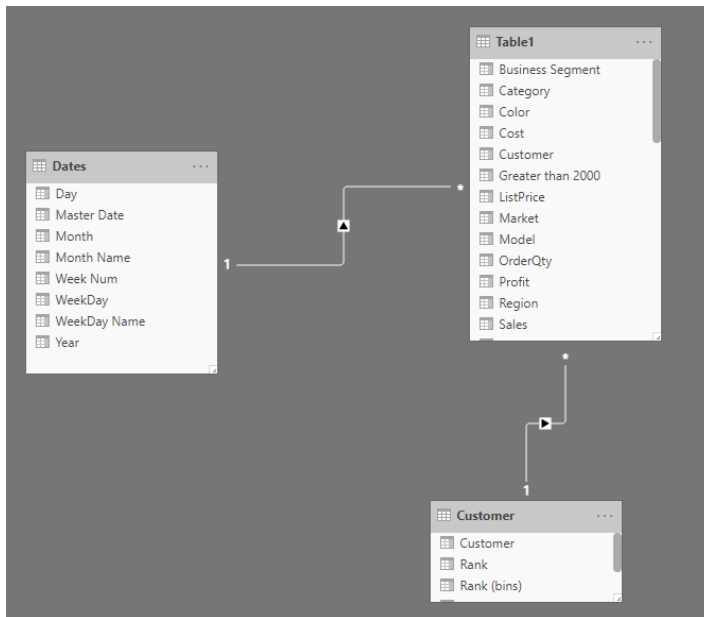 Table1
Business Segment
Category
Color
Cost
Customer
Greater than 2000
ListPrice
Market
Model
OrderQty
Profit
Region
Sales
*
Dates
Day
Master Date
Month
Month Name
Week Num
WeekDay
WeekDay Name
Year
1
*
1
Customer
Customer
Rank
Rank (bins)